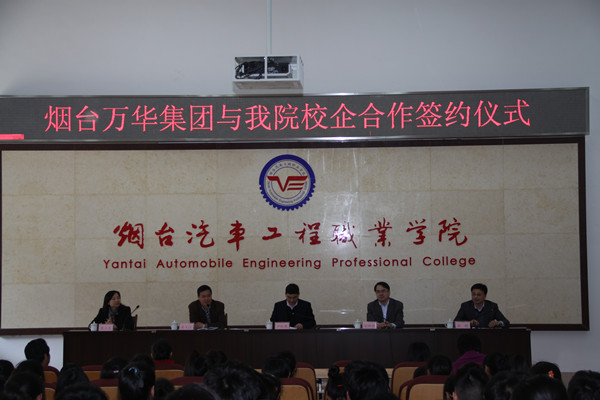 烟台万华集团与我院校企合作签约仪式
VE
烟台汽车工程职业学院
Yantai Automobile Engineering Professional College